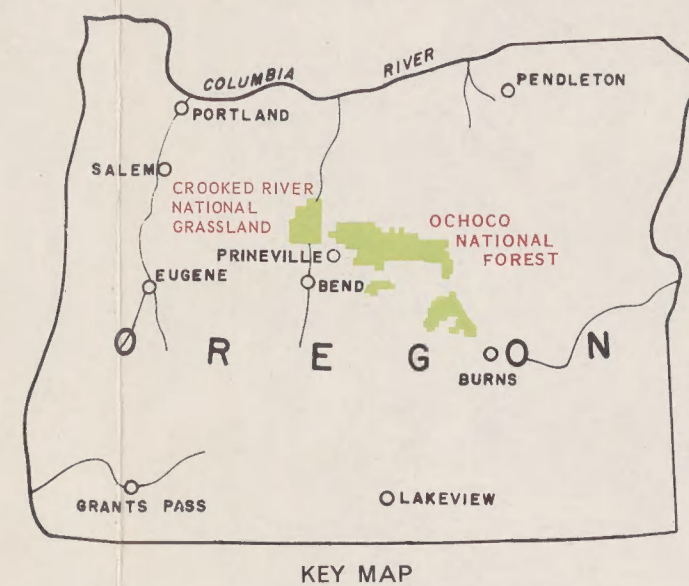 COLUMBIA
RIVER
PENDLETON
PORTLAND
SALEM
CROOKED RIVER
NATIONAL
GRASSLAND
OCHOCO
NATIONAL
FOREST
PRINEVILLE
EUGENE
BEND
O R E G O N
BURNS
GRANTS PASS
LAKEVIEW
KEY MAP